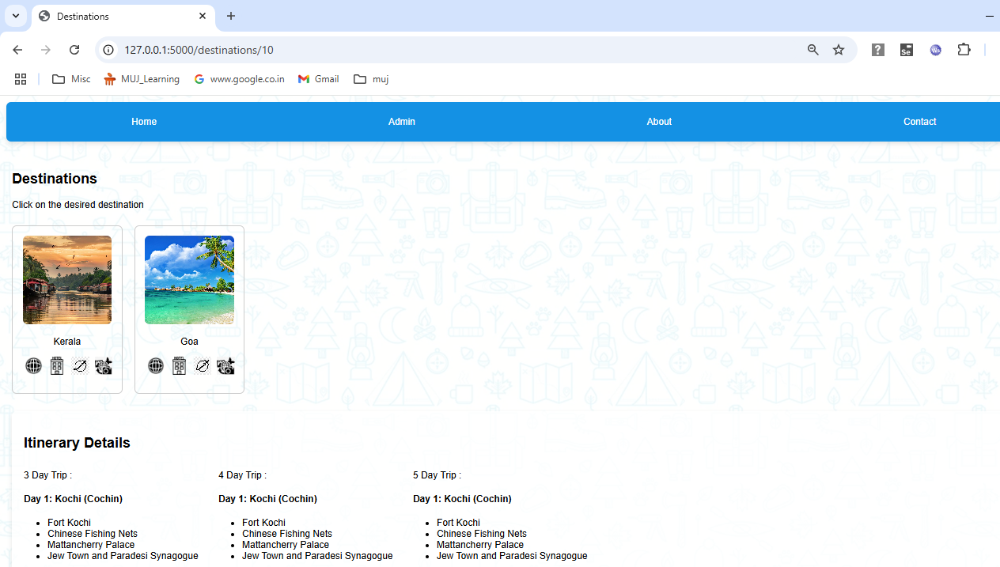 Destinations
127.0.0.1:5000/destinations/10
Misc MUJ_Learning www.google.co.in Gmail muj
Home Admin About Contact
Destinations
Click on the desired destination
Kerala Goa
Itinerary Details
3 Day Trip : 4 Day Trip : 5 Day Trip :
Day 1: Kochi (Cochin) Day 1: Kochi (Cochin) Day 1: Kochi (Cochin)
Fort Kochi Fort Kochi Fort Kochi
Chinese Fishing Nets Chinese Fishing Nets Chinese Fishing Nets
Mattancherry Palace Mattancherry Palace Mattancherry Palace
Jew Town and Paradesi Synagogue Jew Town and Paradesi Synagogue Jew Town and Paradesi Synagogue